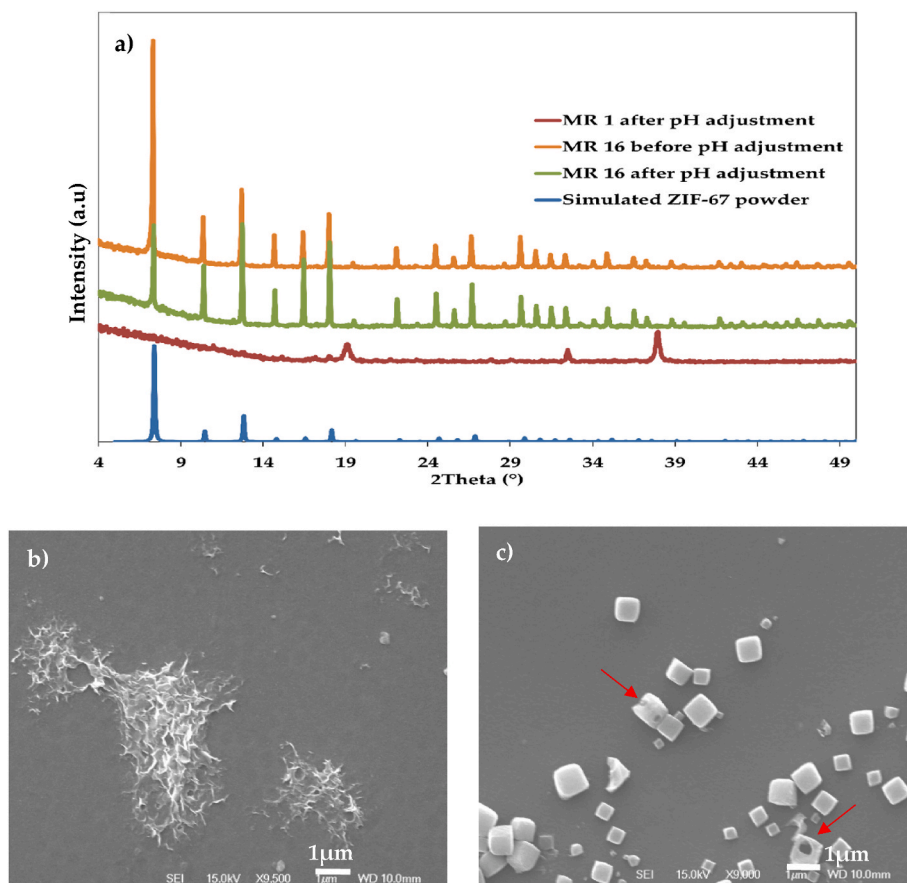 a)
MR 1 after pH adjustment
MR 16 before pH adjustment
MR 16 after pH adjustment
Simulated ZIF-67 powder
Intensity (a.u)
4 9 14 19 24 29 34 39 44 49
2Theta (°)
b)
1µm
SEI 15.0kV X9,500 1µm WD 10.0mm
c)
1µm
SEI 15.0kV X9,000 1µm WD 10.0mm